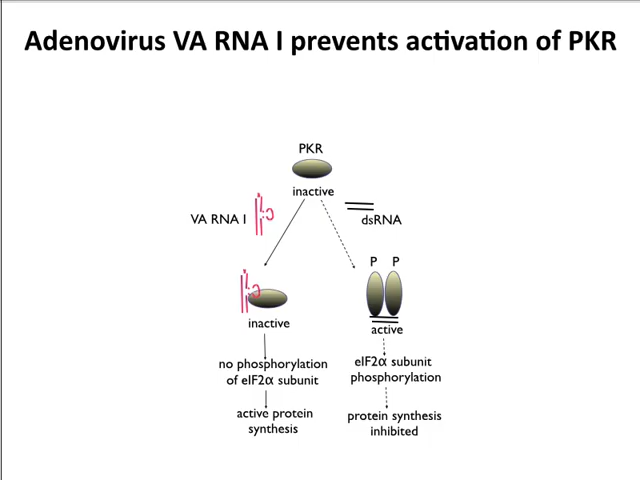 Adenovirus VA RNA I prevents activation of PKR
PKR
inactive
VA RNA I
dsRNA
P P
inactive
active
no phosphorylation
of eIF2α subunit
eIF2α subunit
phosphorylation
active protein
synthesis
protein synthesis
inhibited